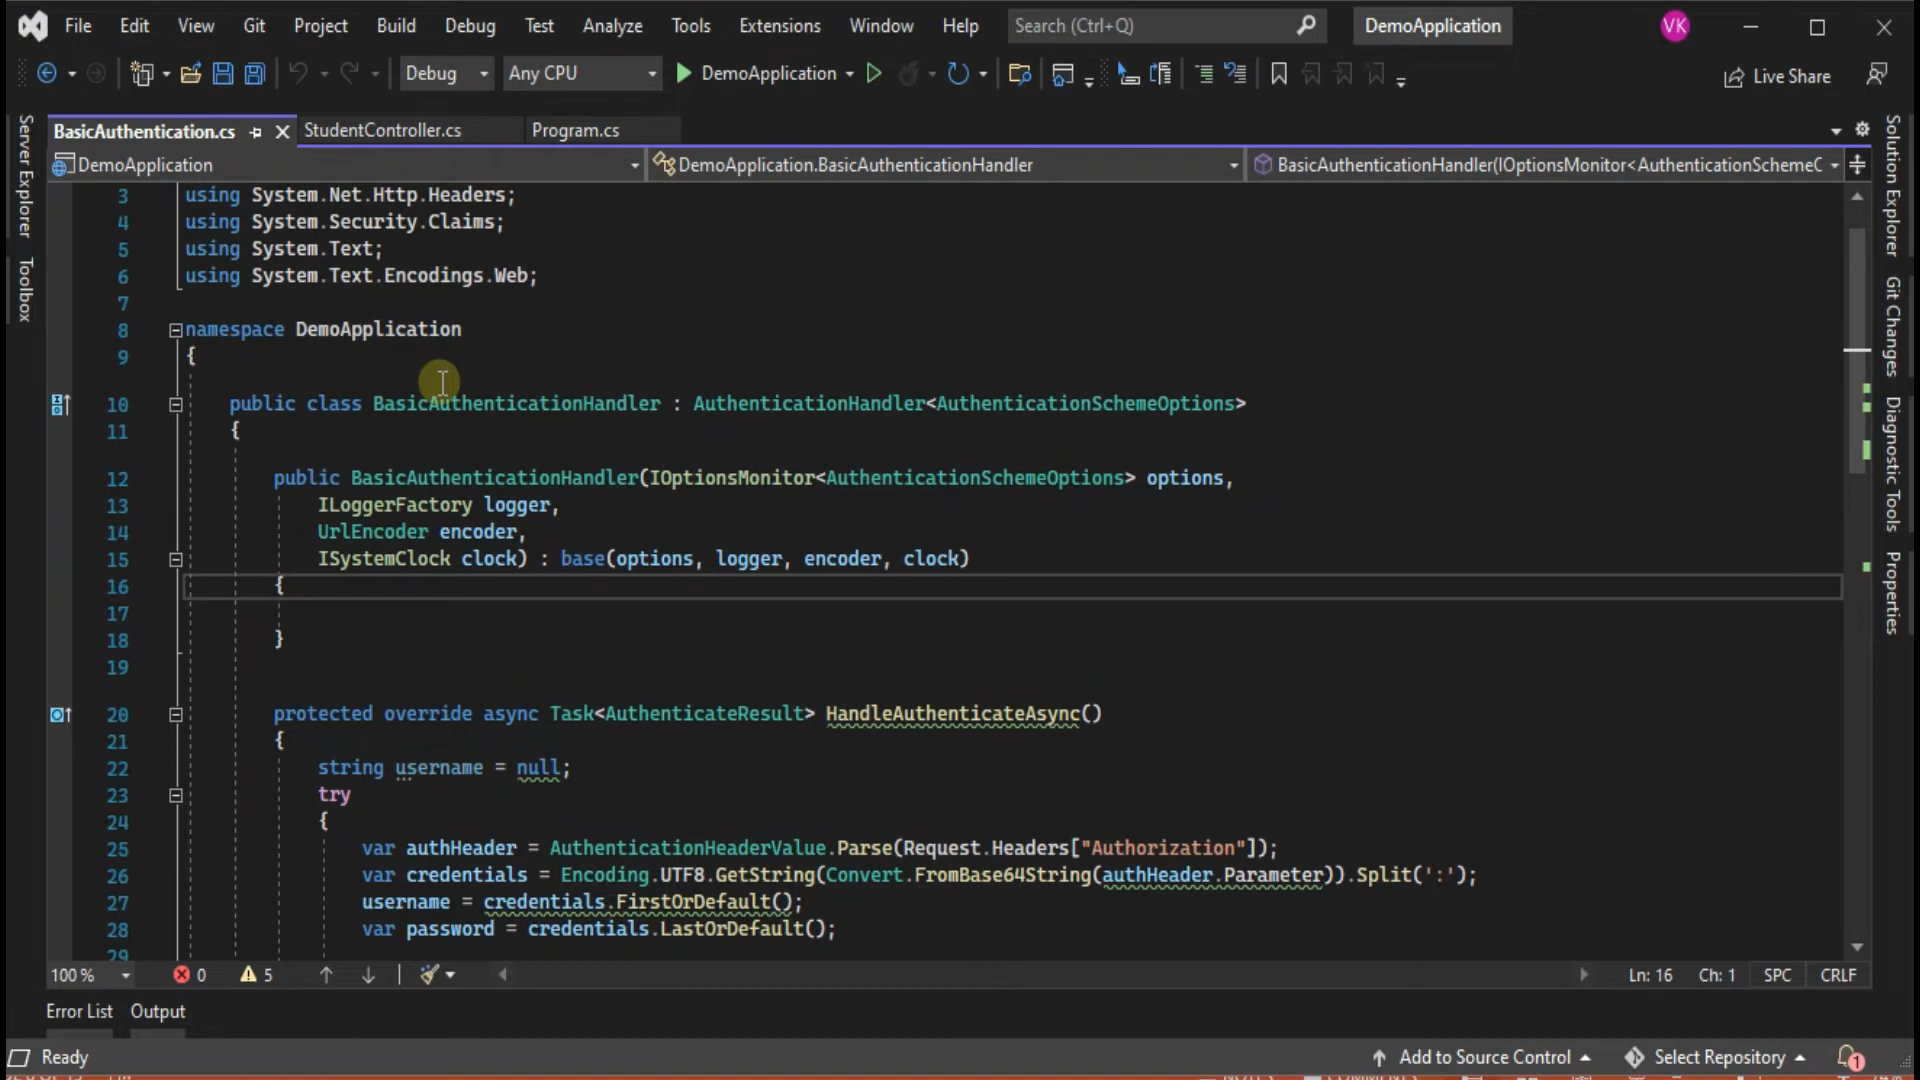 File Edit View Git Project Build Debug Test Analyze Tools Extensions Window Help Search (Ctrl+Q) DemoApplication VK
Debug Any CPU DemoApplication Live Share
BasicAuthentication.cs StudentController.cs Program.cs
DemoApplication DemoApplication.BasicAuthenticationHandler BasicAuthenticationHandler(IOptionsMonitor<AuthenticationSchemeC
Server Explorer
Toolbox
3 using System.Net.Http.Headers;
4 using System.Security.Claims;
5 using System.Text;
6 using System.Text.Encodings.Web;
7
8 namespace DemoApplication
9 {
10 public class BasicAuthenticationHandler : AuthenticationHandler<AuthenticationSchemeOptions>
11 {
12 public BasicAuthenticationHandler(IOptionsMonitor<AuthenticationSchemeOptions> options,
13 ILoggerFactory logger,
14 UrlEncoder encoder,
15 ISystemClock clock) : base(options, logger, encoder, clock)
16 {
17
18 }
19
20 protected override async Task<AuthenticateResult> HandleAuthenticateAsync()
21 {
22 string username = null;
23 try
24 {
25 var authHeader = AuthenticationHeaderValue.Parse(Request.Headers["Authorization"]);
26 var credentials = Encoding.UTF8.GetString(Convert.FromBase64String(authHeader.Parameter)).Split(':');
27 username = credentials.FirstOrDefault();
28 var password = credentials.LastOrDefault();
29
Solution Explorer
Git Changes
Diagnostic Tools
Properties
100 % 0 5 Ln: 16 Ch: 1 SPC CRLF
Error List Output
Ready Add to Source Control Select Repository 1